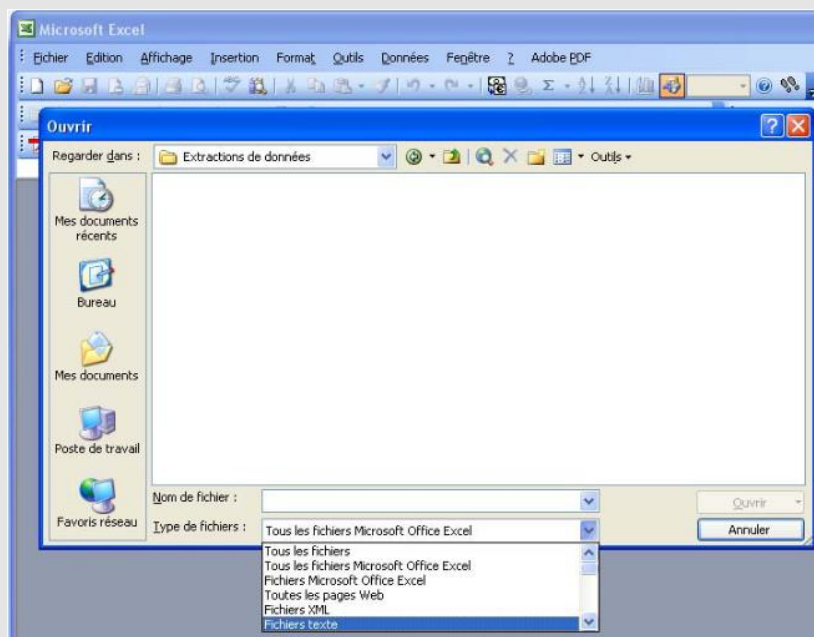 Microsoft Excel
Fichier Edition Affichage Insertion Format Outils Données Fenêtre ? Adobe PDF
Ouvrir
Regarder dans : Extractions de données Outils
Mes documents
récents
Bureau
Mes documents
Poste de travail
Favoris réseau
Nom de fichier : Ouvrir
Type de fichiers : Tous les fichiers Microsoft Office Excel Annuler
Tous les fichiers
Tous les fichiers Microsoft Office Excel
Fichiers Microsoft Office Excel
Toutes les pages Web
Fichiers XML
Fichiers texte